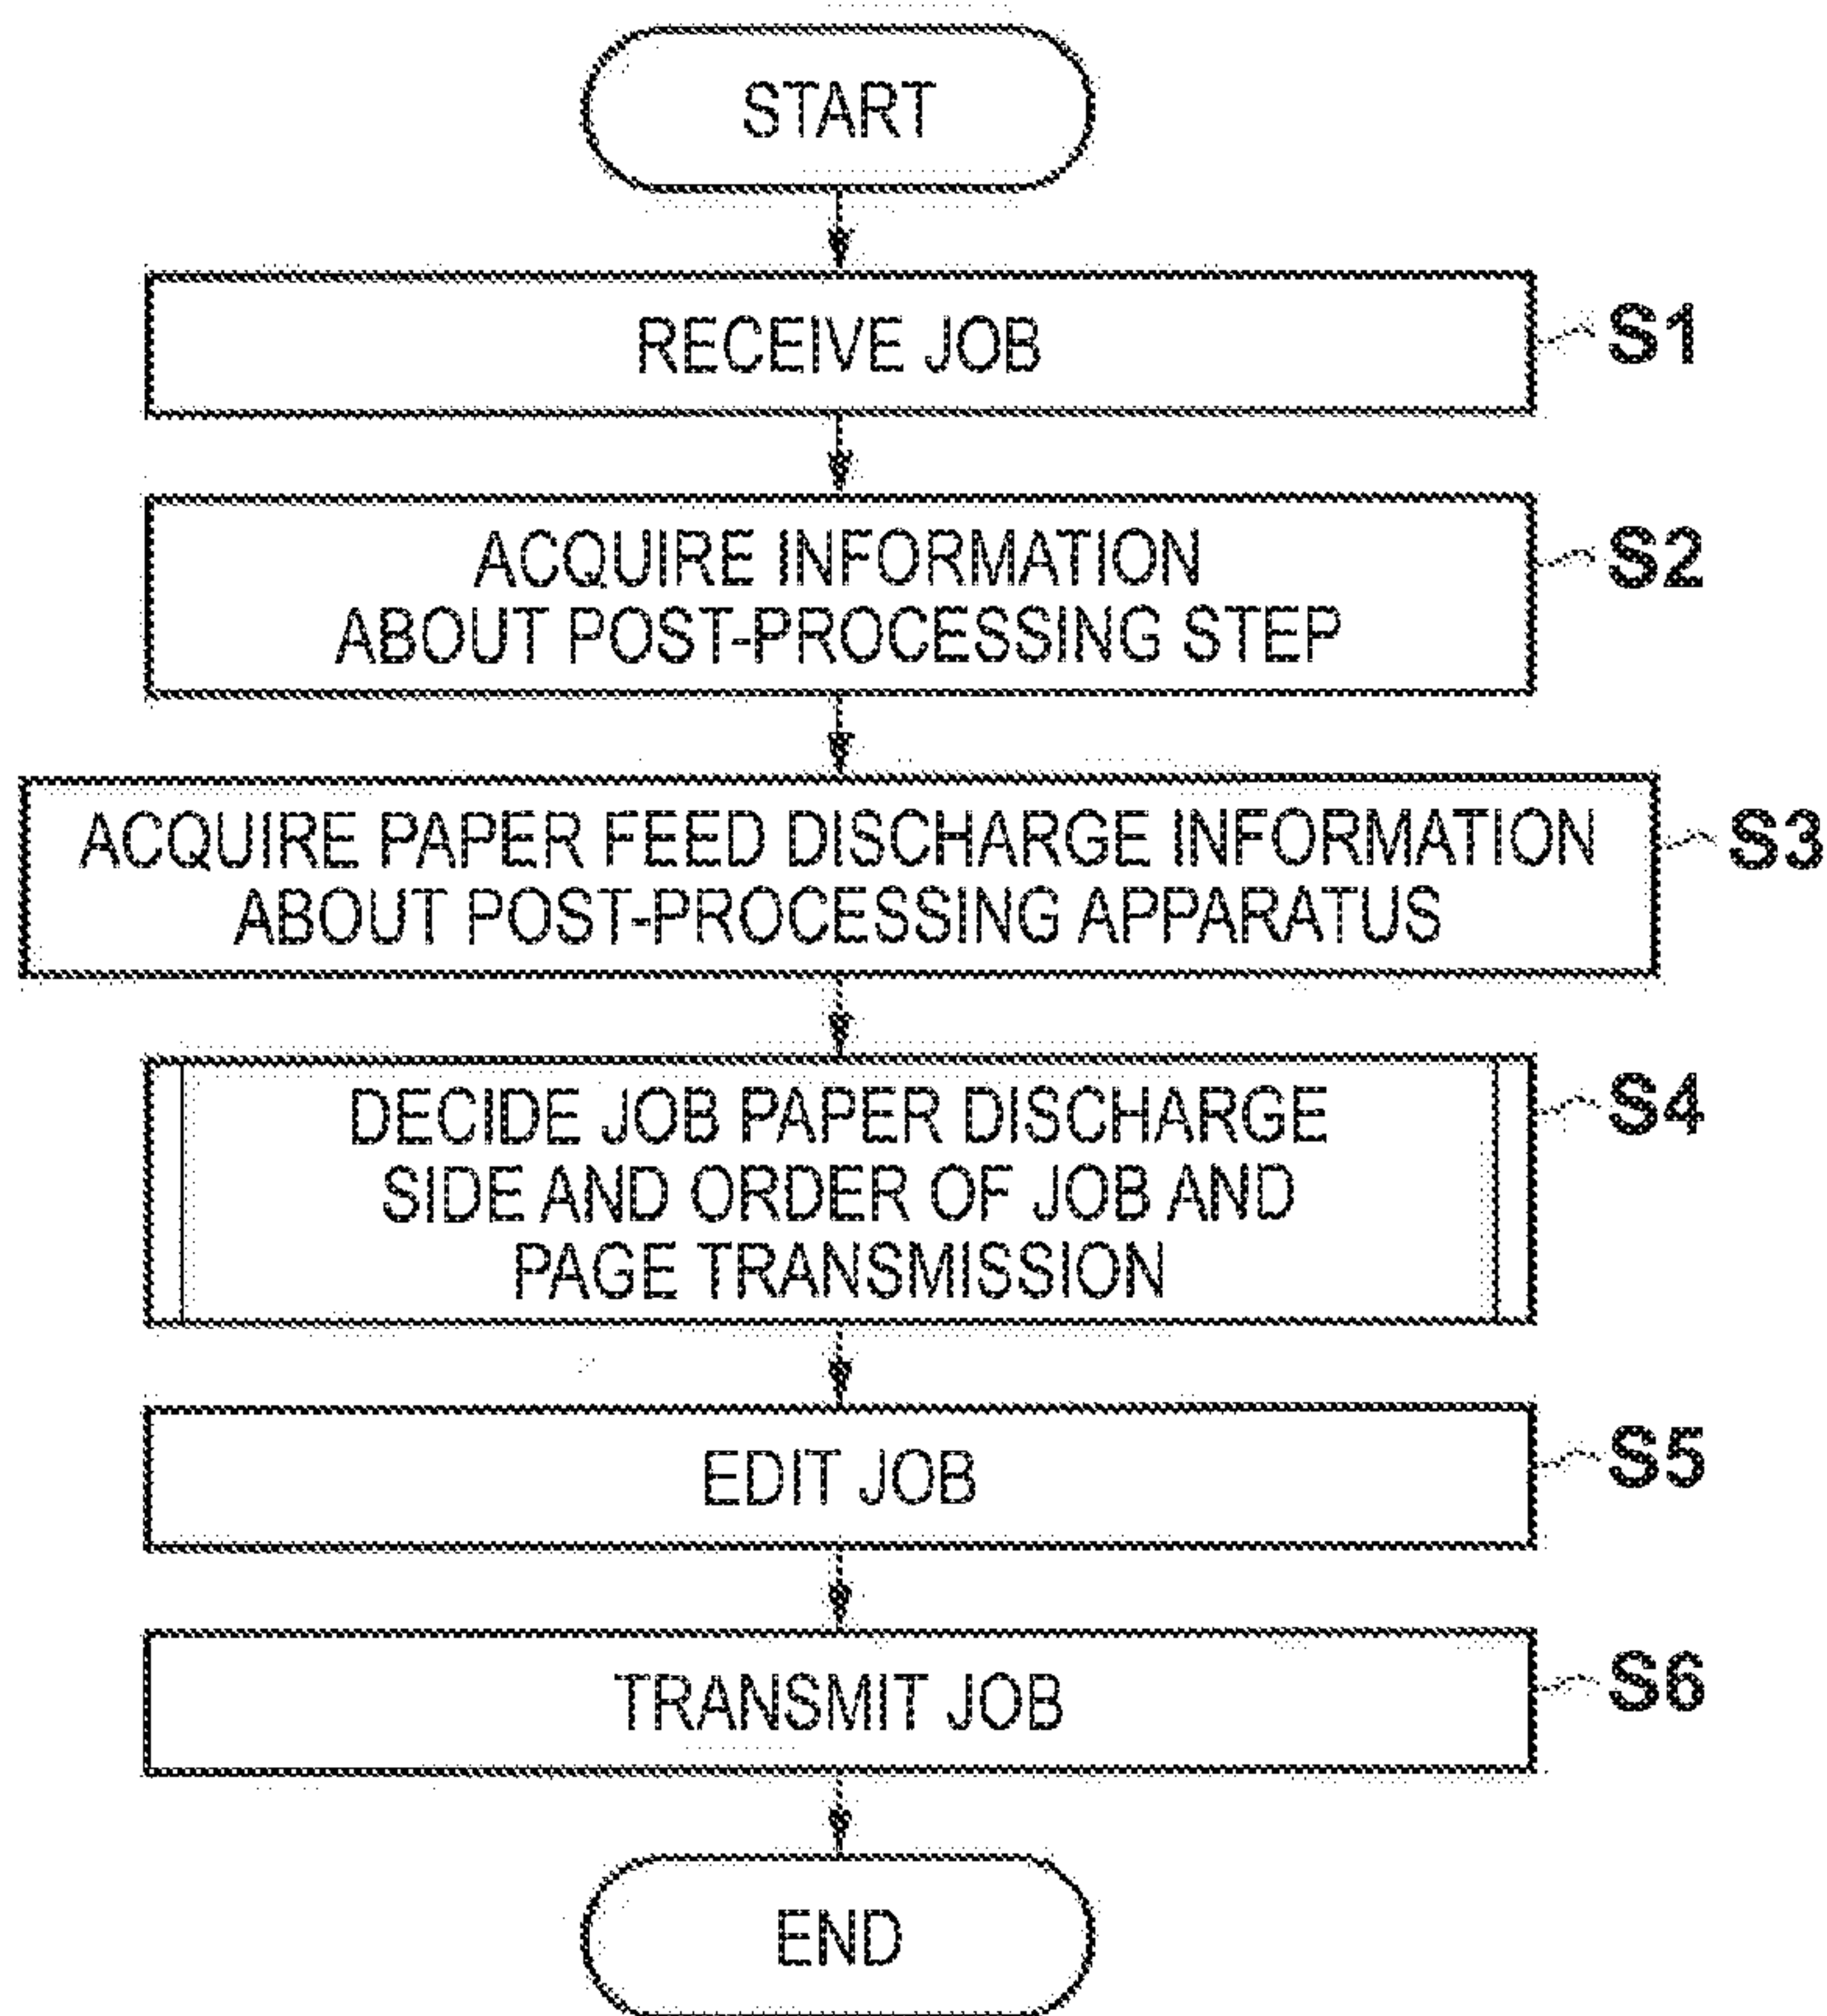 START
RECEIVE JOB
S1
ACQUIRE INFORMATION
ABOUT POST-PROCESSING STEP
S2
ACQUIRE PAPER FEED DISCHARGE INFORMATION
ABOUT POST-PROCESSING APPARATUS
S3
DECIDE JOB PAPER DISCHARGE
SIDE AND ORDER OF JOB AND
PAGE TRANSMISSION
S4
EDIT JOB
S5
TRANSMIT JOB
S6
END